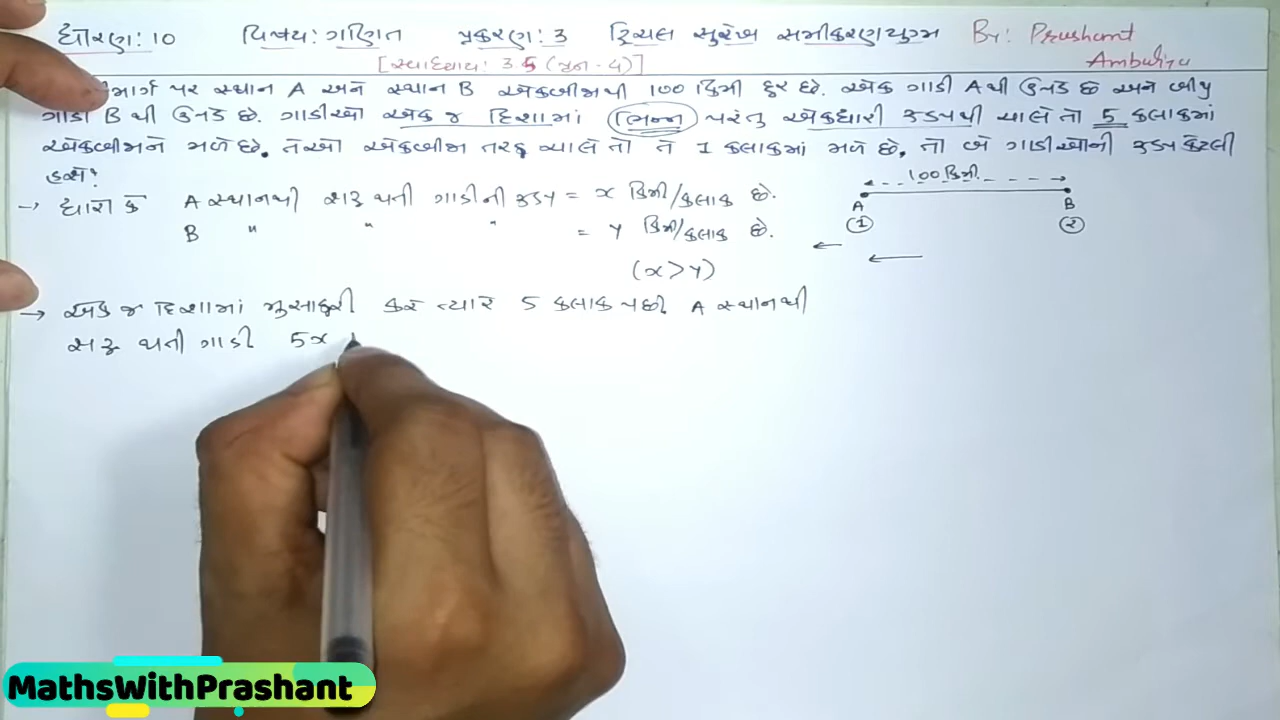 ધોરણ: 10 વિષય: ગણિત પ્રકરણ: 3 દ્વિચલ સુરેખ સમીકરણયુગ્મ By: Prashant Ambaliya
[સ્વાધ્યાય: 3.5 (પ્રશ્ન - 4)]
માર્ગ પર સ્થાન A અને સ્થાન B એકબીજાથી 100 કિમી દૂર છે. એક ગાડી A થી ઉપડે છે અને બીજી
ગાડી B થી ઉપડે છે. ગાડીઓ એક જ દિશામાં ભિન્ન પરંતુ એકધારી ઝડપથી ચાલે તો 5 કલાકમાં
એકબીજાને મળે છે. તેઓ એકબીજા તરફ ચાલે તો તે 1 કલાકમાં મળે છે. તો બે ગાડીઓની ઝડપ કેટલી
હશે?
→ ધારો કે A સ્થાનથી શરૂ થતી ગાડીની ઝડપ = x કિમી/કલાક છે.
B " " " = y કિમી/કલાક છે.
(x > y)
100 કિમી.
A B
① ②
→ એક જ દિશામાં મુસાફરી કરે ત્યારે 5 કલાક પછી A સ્થાનથી
શરૂ થતી ગાડી 5x
MathsWithPrashant